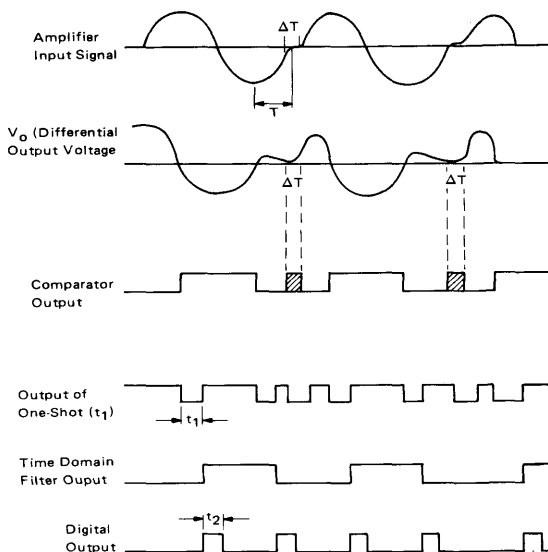 ΔT
Amplifier
Input Signal
T
V₀ (Differential
Output Voltage
ΔT
ΔT
Comparator
Output
Output of
One-Shot (t₁)
t₁
Time Domain
Filter Ouput
t₂
Digital
Output